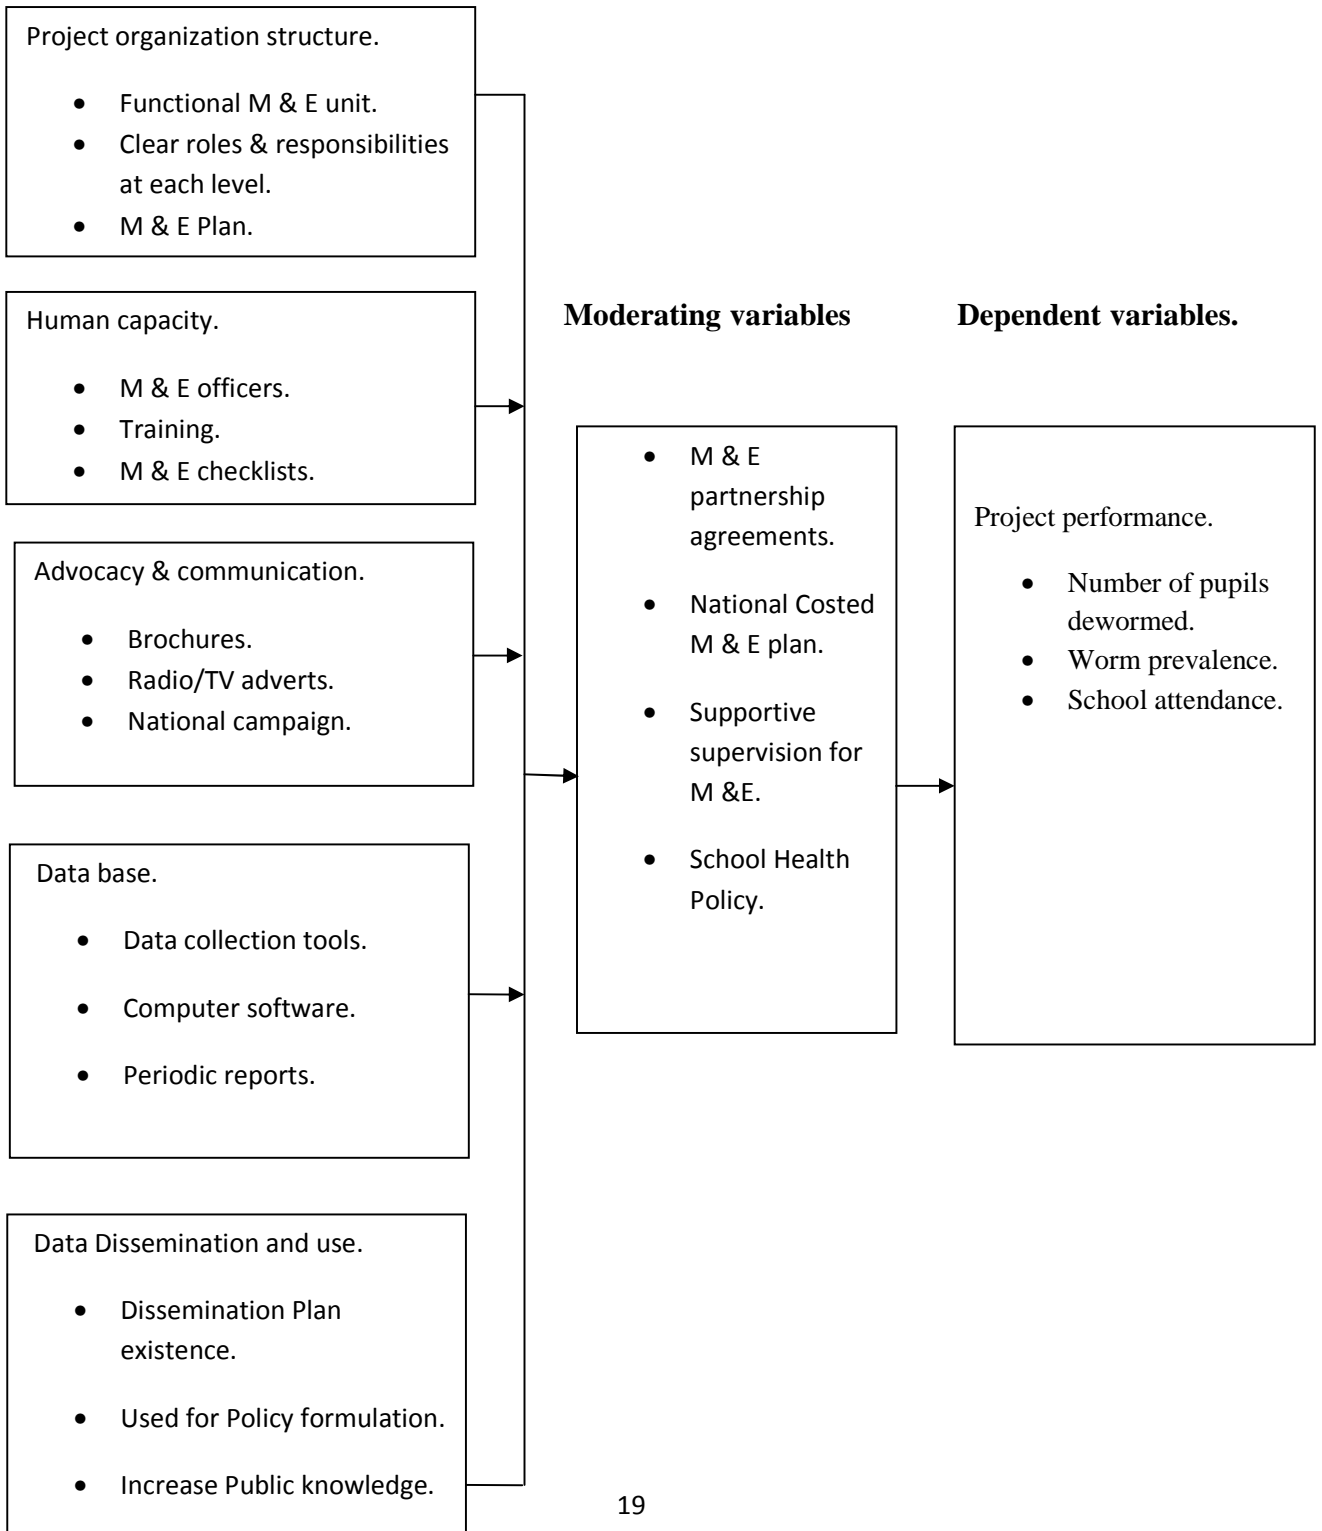 Project organization structure.
• Functional M & E unit.
• Clear roles & responsibilities
at each level.
• M & E Plan.
Human capacity.
• M & E officers.
• Training.
• M & E checklists.
Advocacy & communication.
• Brochures.
• Radio/TV adverts.
• National campaign.
Data base.
• Data collection tools.
• Computer software.
• Periodic reports.
Data Dissemination and use.
• Dissemination Plan
existence.
• Used for Policy formulation.
• Increase Public knowledge.
Moderating variables
• M & E
partnership
agreements.
• National Costed
M & E plan.
• Supportive
supervision for
M &E.
• School Health
Policy.
Dependent variables.
Project performance.
• Number of pupils
dewormed.
• Worm prevalence.
• School attendance.
19